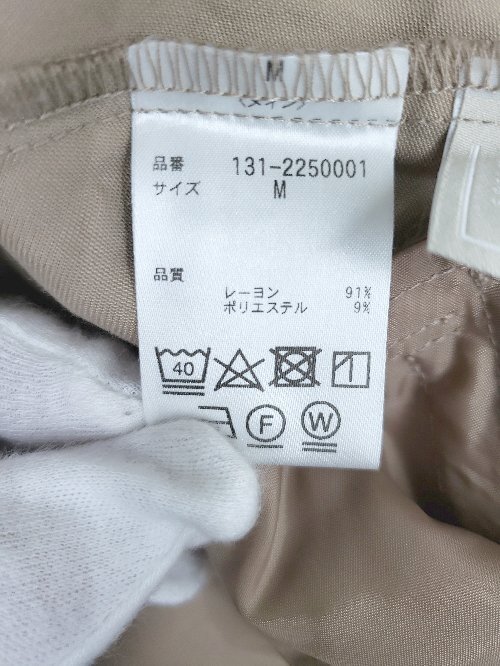 M
(メイン)
品番 131-2250001
サイズ M
品質
レーヨン 91%
ポリエステル 9%
40
F W